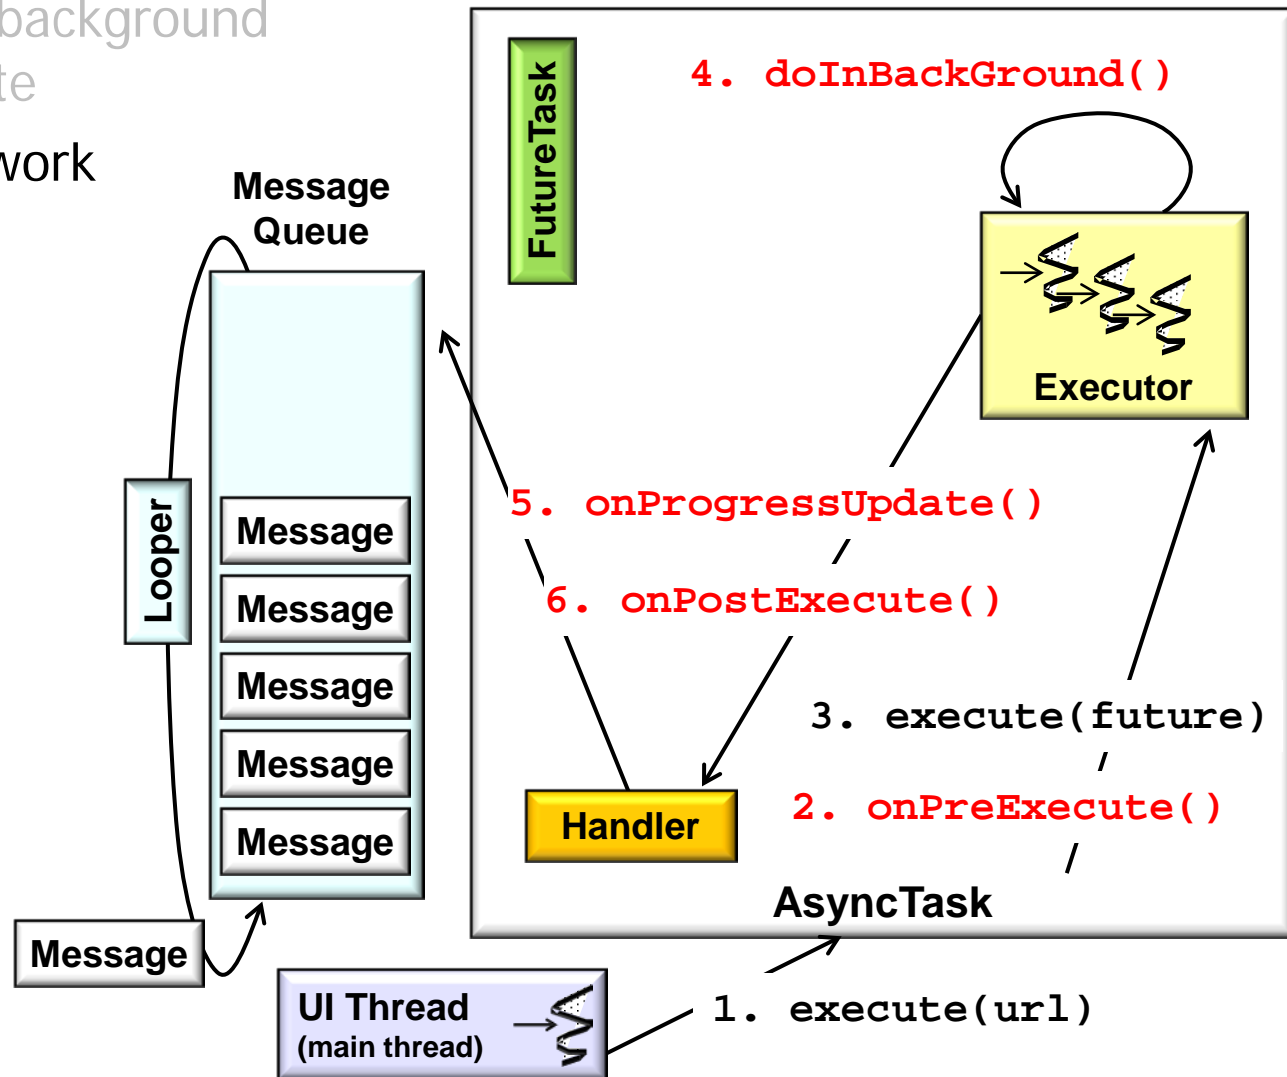 background
te
work
Message
Queue
FutureTask
4. doInBackGround()
Executor
Looper
Message
Message
Message
Message
Message
Message
5. onProgressUpdate()
6. onPostExecute()
3. execute(future)
2. onPreExecute()
Handler
AsyncTask
UI Thread
(main thread)
1. execute(url)